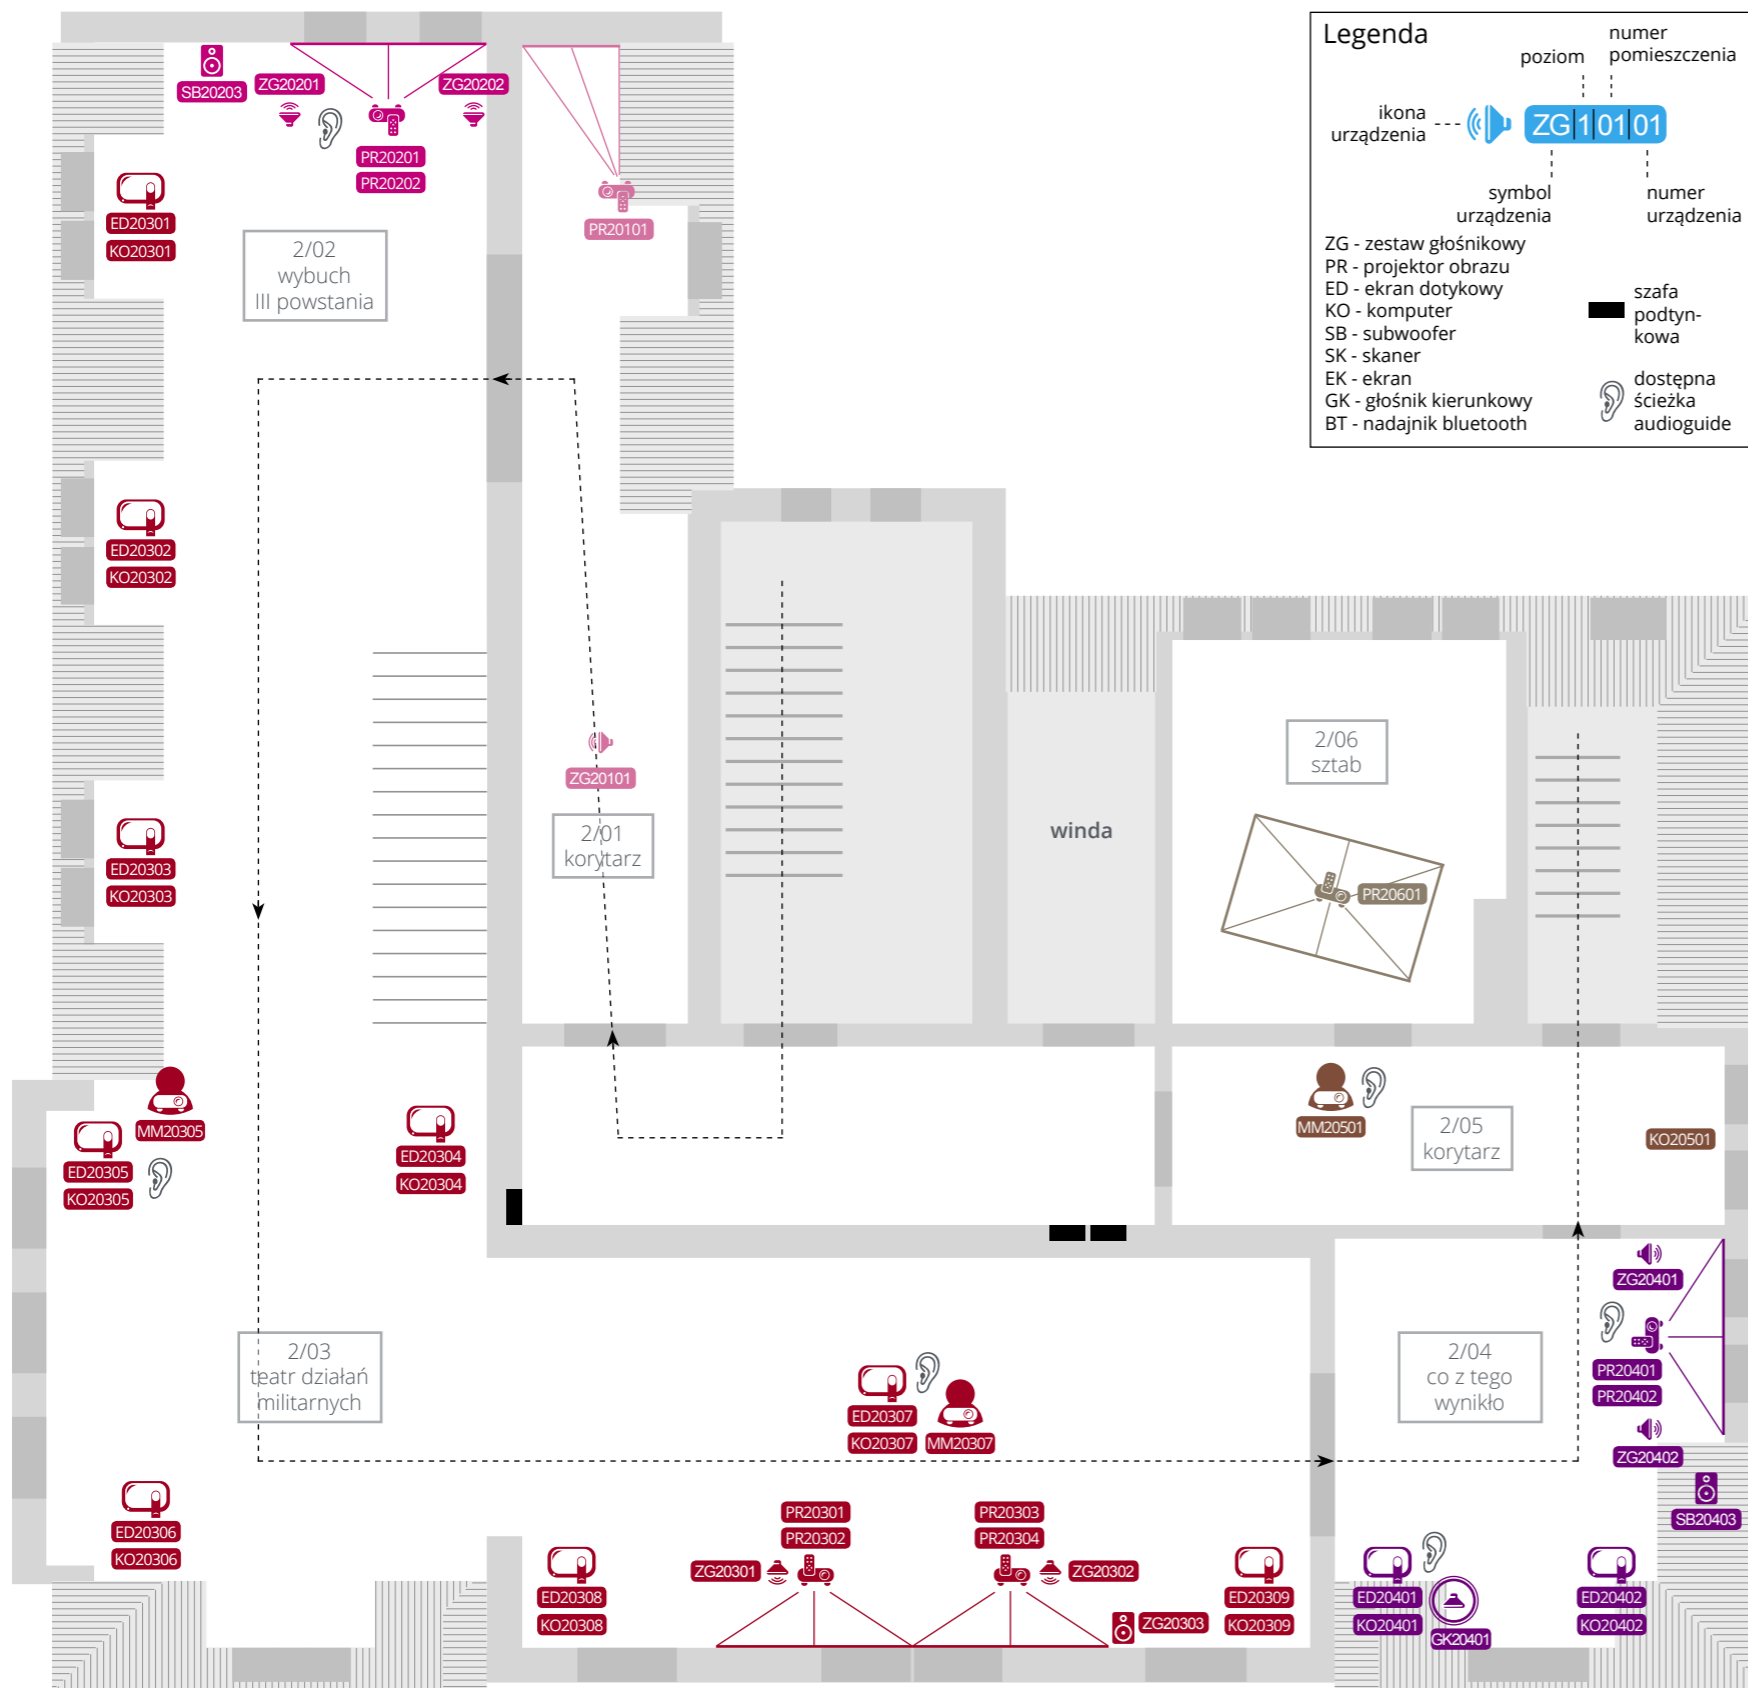 Legenda
numer
pomieszczenia
poziom
ikona
urządzenia
ZG 1 01 01
symbol
urządzenia
numer
urządzenia
ZG - zestaw głośnikowy
PR - projektor obrazu
ED - ekran dotykowy
KO - komputer
SB - subwoofer
SK - skaner
EK - ekran
GK - głośnik kierunkowy
BT - nadajnik bluetooth
szafa
podtyn-
kowa
dostępna
ścieżka
audioguide
SB20203
ZG20201
ZG20202
PR20201
PR20202
PR20101
ED20301
KO20301
2/02
wybuch
III powstania
ED20302
KO20302
ED20303
KO20303
ZG20101
2/01
korytarz
winda
2/06
sztab
PR20601
MM20305
ED20305
KO20305
ED20304
KO20304
MM20501
2/05
korytarz
KO20501
2/03
teatr działań
militarnych
ED20307
KO20307
MM20307
2/04
co z tego
wynikło
ZG20401
PR20401
PR20402
ZG20402
SB20403
ED20306
KO20306
PR20301
PR20302
ZG20301
PR20303
PR20304
ZG20302
ZG20303
ED20308
KO20308
ED20309
KO20309
ED20401
KO20401
GK20401
ED20402
KO20402